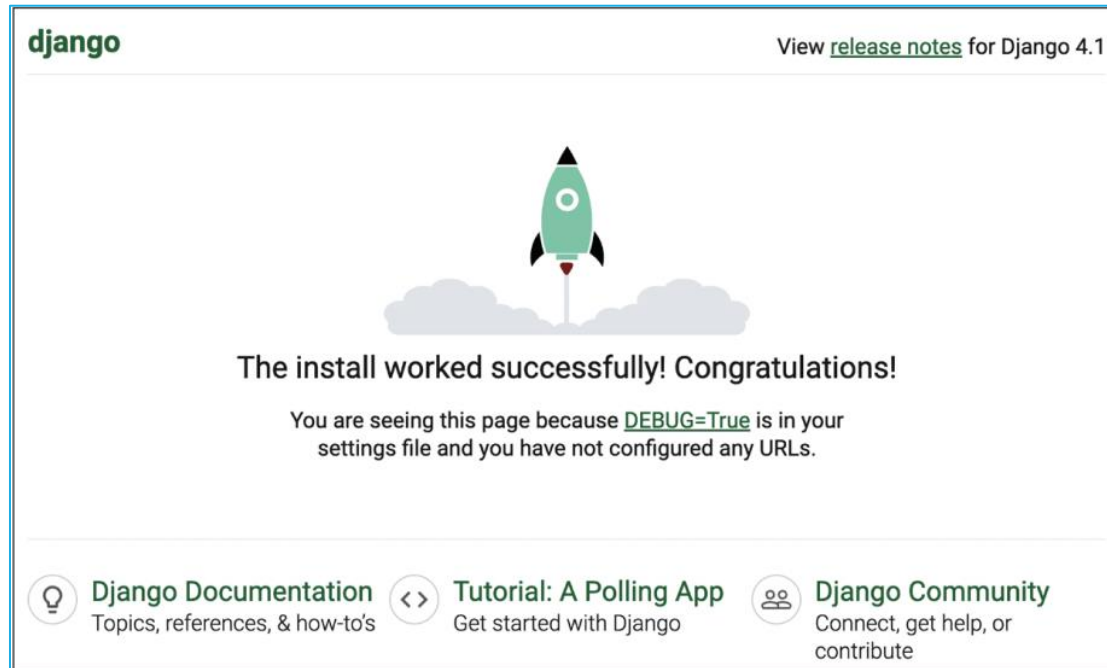 django
View release notes for Django 4.1
The install worked successfully! Congratulations!
You are seeing this page because DEBUG=True is in your
settings file and you have not configured any URLs.
Django Documentation
Topics, references, & how-to's
Tutorial: A Polling App
Get started with Django
Django Community
Connect, get help, or
contribute